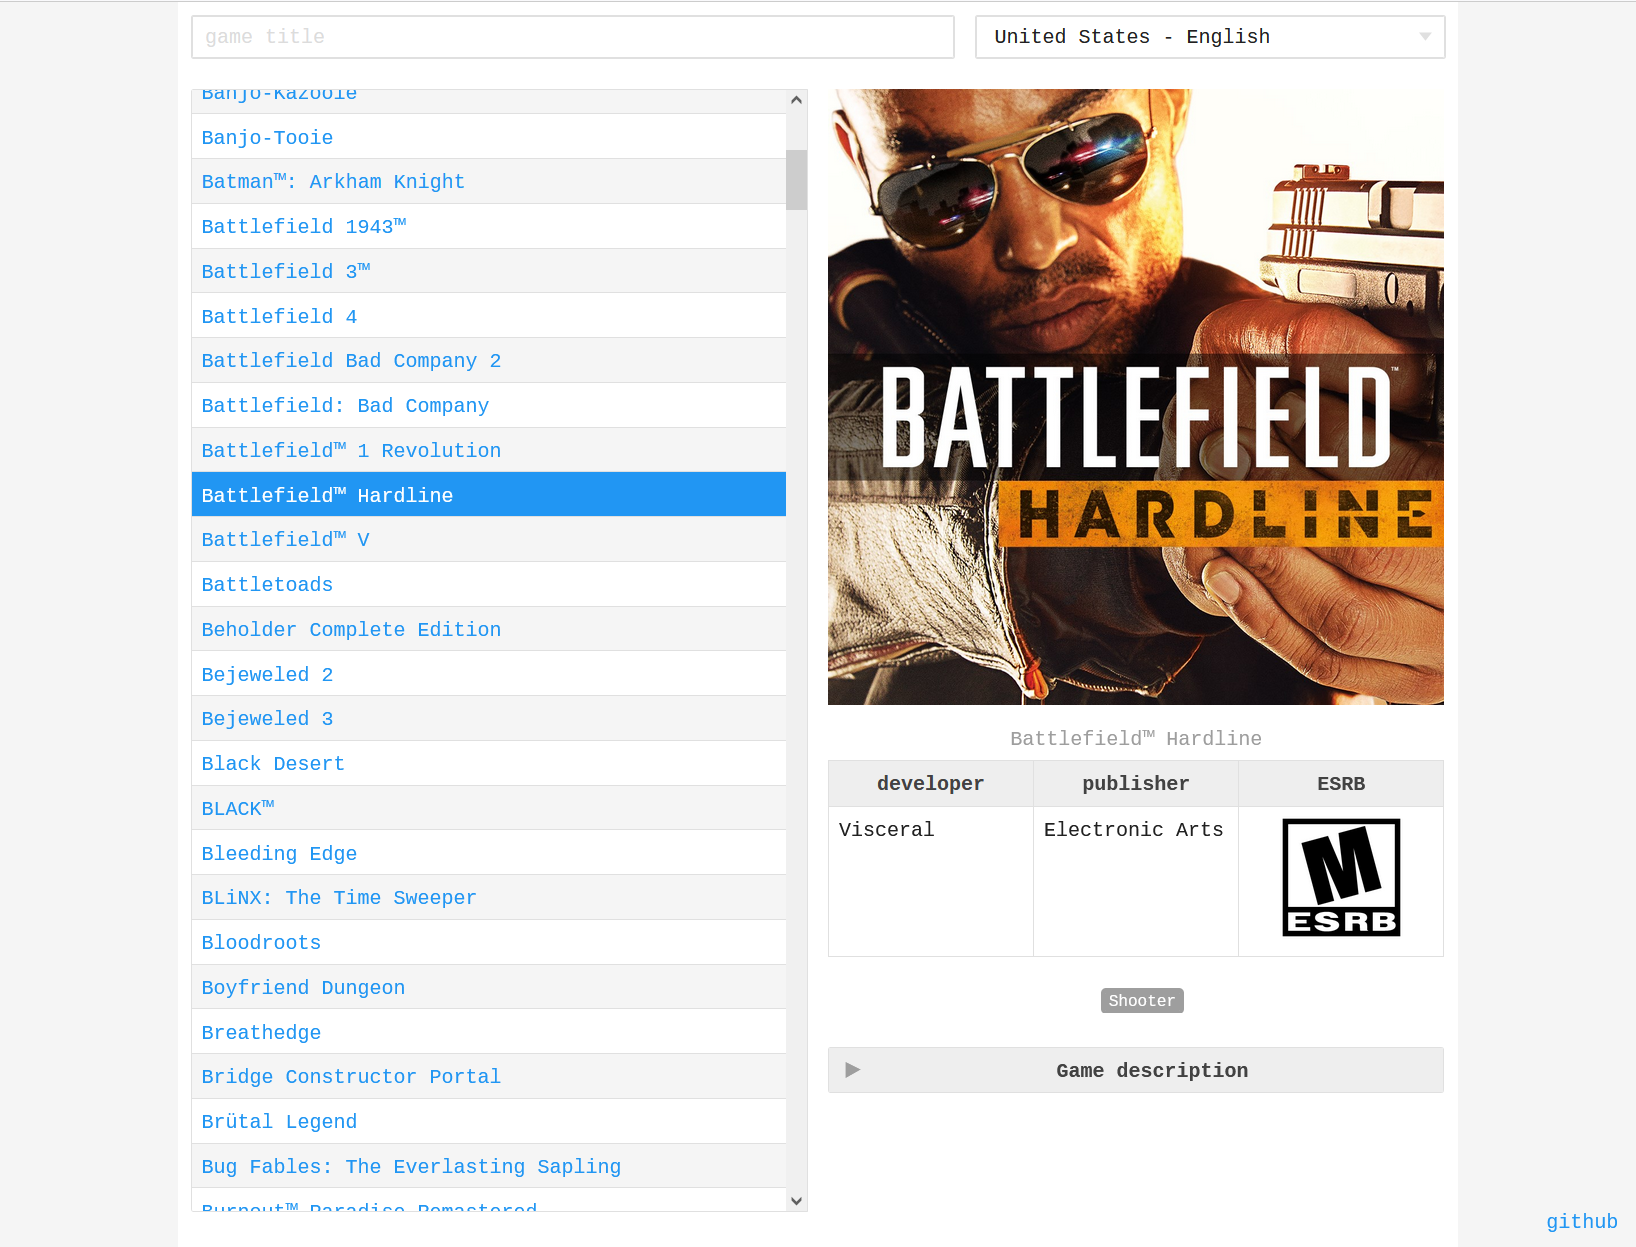 game title
United States - English
Banjo-Kazooie
Banjo-Tooie
Batman™: Arkham Knight
Battlefield 1943™
Battlefield 3™
Battlefield 4
Battlefield Bad Company 2
Battlefield: Bad Company
Battlefield™ 1 Revolution
Battlefield™ Hardline
Battlefield™ V
Battletoads
Beholder Complete Edition
Bejeweled 2
Bejeweled 3
Black Desert
BLACK™
Bleeding Edge
BLiNX: The Time Sweeper
Bloodroots
Boyfriend Dungeon
Breathedge
Bridge Constructor Portal
Brütal Legend
Bug Fables: The Everlasting Sapling
Burnout™ Paradise Remastered
BATTLEFIELD™
HARDLINE
Battlefield™ Hardline
developer publisher ESRB
Visceral Electronic Arts M
ESRB
Shooter
Game description
github